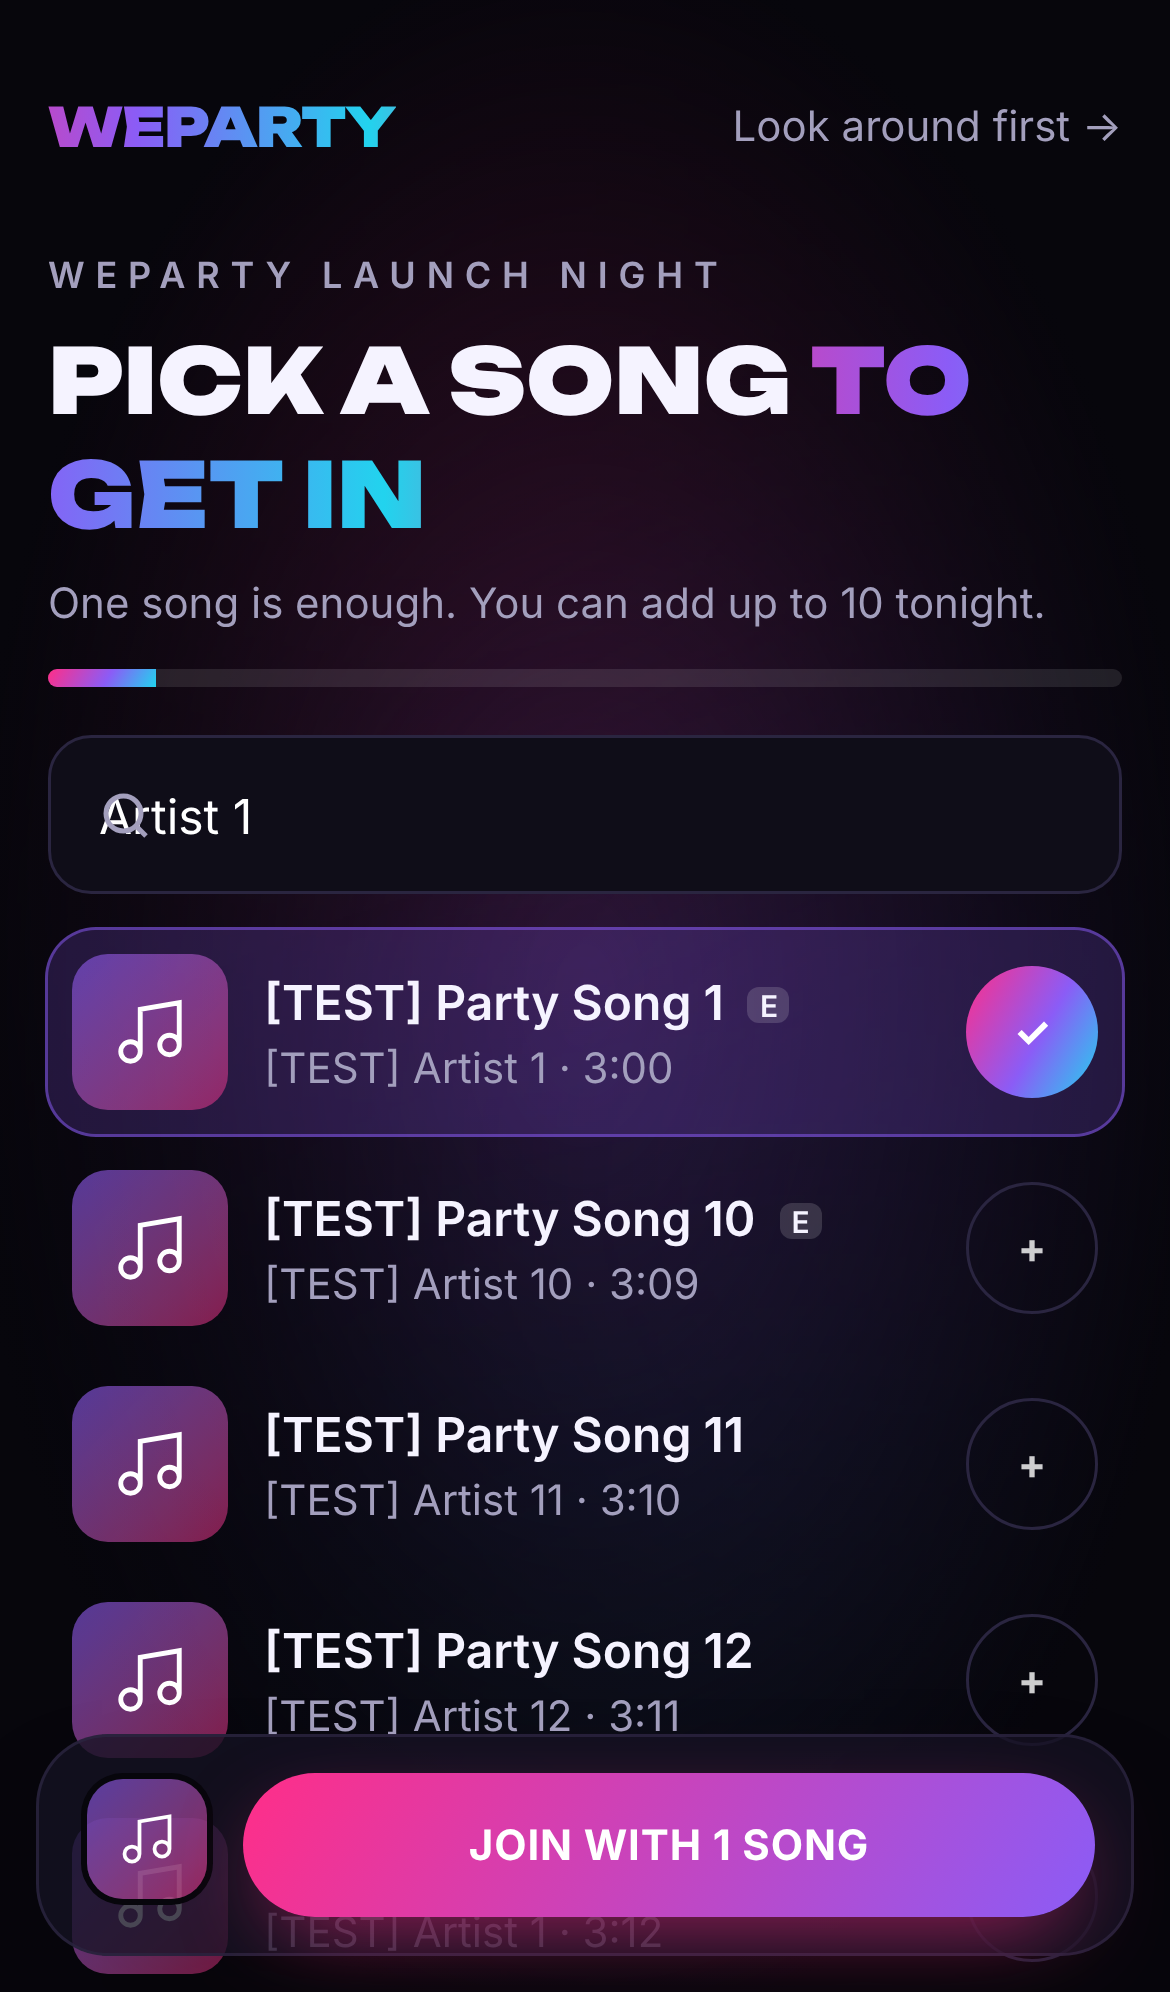 WEPARTY
Look around first →
WEPARTY LAUNCH NIGHT
PICK A SONG TO
GET IN
One song is enough. You can add up to 10 tonight.
Artist 1
[TEST] Party Song 1 E
[TEST] Artist 1 · 3:00
[TEST] Party Song 10 E
[TEST] Artist 10 · 3:09
+
[TEST] Party Song 11
[TEST] Artist 11 · 3:10
+
[TEST] Party Song 12
[TEST] Artist 12 · 3:11
+
JOIN WITH 1 SONG
[TEST] Artist 1 · 3:12